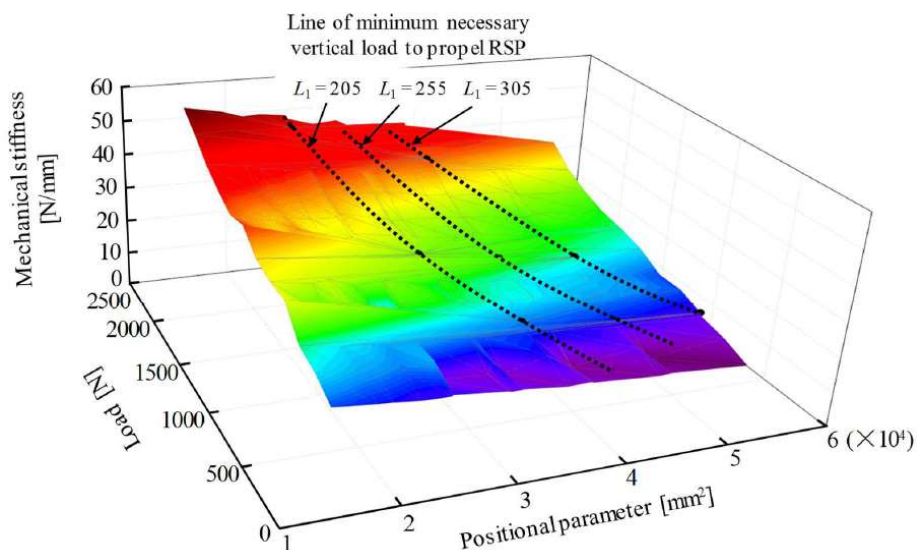 Line of minimum necessary
vertical load to propel RSP
L₁ = 205 L₁ = 255 L₁ = 305
Mechanical stiffness
[N/mm]
60
50
40
30
20
10
0
2500
2000
1500
1000
500
0
Load [N]
1
2
3
4
5
6 (×10⁴)
Positional parameter [mm²]